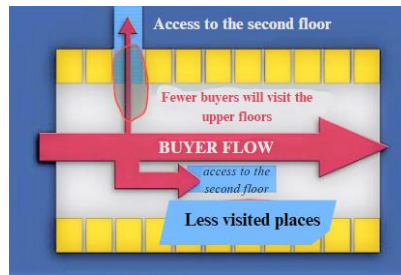 Access to the second floor
Fewer buyers will visit the
upper floors
BUYER FLOW
access to the
second floor
Less visited places